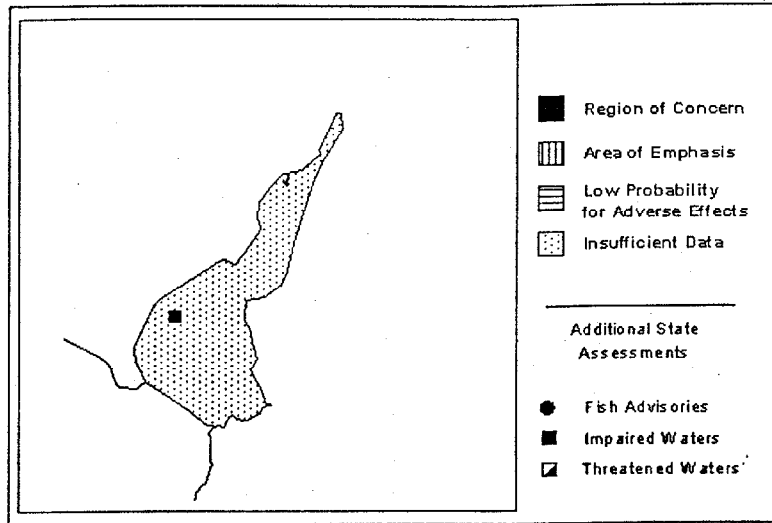 Region of Concern
Area of Emphasis
Low Probability
for Adverse Effects
Insufficient Data
Additional State
Assessments
Fish Advisories
Impaired Waters
Threatened Waters